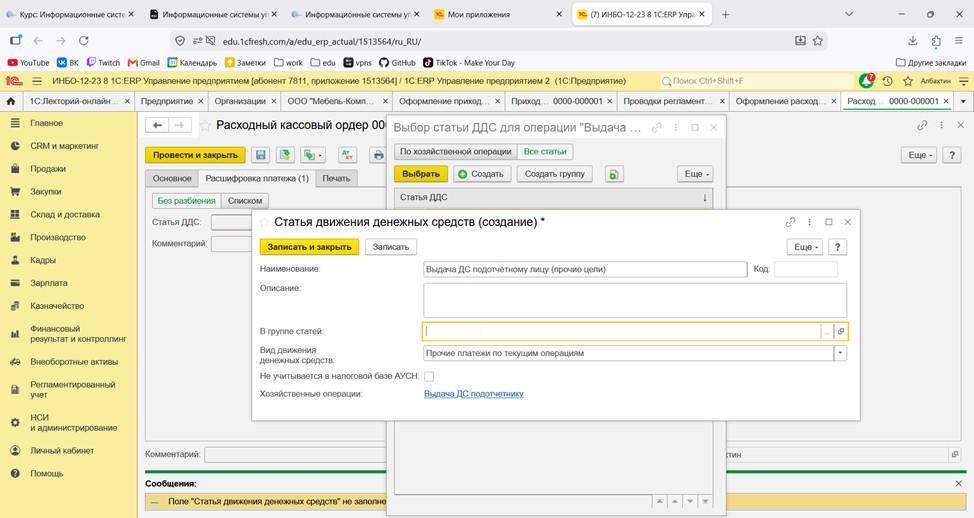 Курс: Информационные систем
Информационные системы уп
Информационные системы уп
Мои приложения
(7) ИНБО-12-23 8 1С:ERP Упра
edu.1cfresh.com/a/edu_erp_actual/1513564/ru_RU/
YouTube ВК Twitch Gmail Календарь Заметки work edu vpns GitHub TikTok - Make Your Day Другие закладки
ИНБО-12-23 8 1С:ERP Управление предприятием [абонент 7811, приложение 1513564] / 1С:ERP Управление предприятием 2 (1С:Предприятие)
Поиск Ctrl+Shift+F
7
Албахтин
1С:Лекторий-онлайн...
Предприятие
Организации
ООО "Мебель-Комп...
Оформление приход...
Приход... 0000-000001
Проводки регламент...
Оформление расход...
Расход... 0000-000001
Главное
CRM и маркетинг
Продажи
Закупки
Склад и доставка
Производство
Кадры
Зарплата
Казначейство
Финансовый
результат и контроллинг
Внеоборотные активы
Регламентированный
учет
НСИ
и администрирование
Личный кабинет
Помощь
Расходный кассовый ордер 00
Провести и закрыть
Дт
Кт
Еще
?
Основное
Расшифровка платежа (1)
Печать
Без разбиения
Списком
Статья ДДС:
Комментарий:
Выбор статьи ДДС для операции "Выдача ...
По хозяйственной операции
Все статьи
Выбрать
Создать
Создать группу
Еще
Статья ДДС
Статья движения денежных средств (создание) *
Записать и закрыть
Записать
Еще
?
Наименование:
Выдача ДС подотчётному лицу (прочие цели)
Код:
Описание:
В группе статей:
...
Вид движения
денежных средств:
Прочие платежи по текущим операциям
Не учитывается в налоговой базе АУСН:
Хозяйственные операции:
Выдача ДС подотчетнику
Комментарий:
хтин
Сообщения:
Поле "Статья движения денежных средств" не заполне